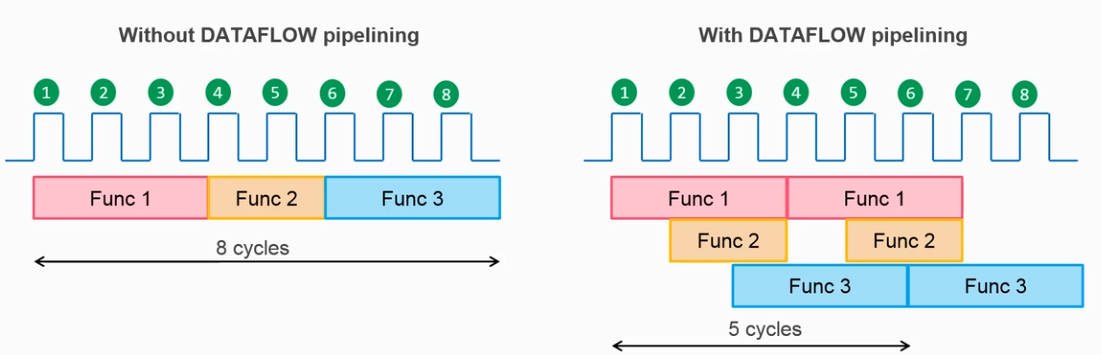 Without DATAFLOW pipelining
1 2 3 4 5 6 7 8
Func 1 Func 2 Func 3
8 cycles
With DATAFLOW pipelining
1 2 3 4 5 6 7 8
Func 1 Func 1
Func 2 Func 2
Func 3 Func 3
5 cycles